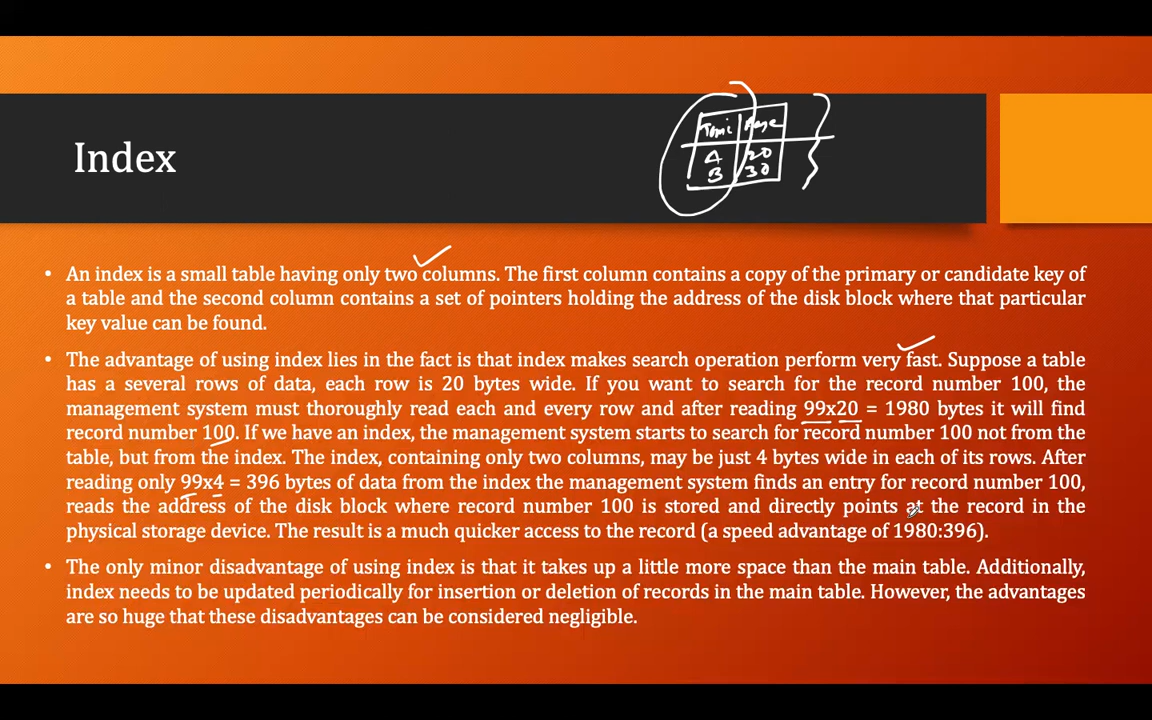 Topic Page
A 20
B 30
Index
• An index is a small table having only two columns. The first column contains a copy of the primary or candidate key of
a table and the second column contains a set of pointers holding the address of the disk block where that particular
key value can be found.
• The advantage of using index lies in the fact is that index makes search operation perform very fast. Suppose a table
has a several rows of data, each row is 20 bytes wide. If you want to search for the record number 100, the
management system must thoroughly read each and every row and after reading 99x20 = 1980 bytes it will find
record number 100. If we have an index, the management system starts to search for record number 100 not from the
table, but from the index. The index, containing only two columns, may be just 4 bytes wide in each of its rows. After
reading only 99x4 = 396 bytes of data from the index the management system finds an entry for record number 100,
reads the address of the disk block where record number 100 is stored and directly points at the record in the
physical storage device. The result is a much quicker access to the record (a speed advantage of 1980:396).
• The only minor disadvantage of using index is that it takes up a little more space than the main table. Additionally,
index needs to be updated periodically for insertion or deletion of records in the main table. However, the advantages
are so huge that these disadvantages can be considered negligible.